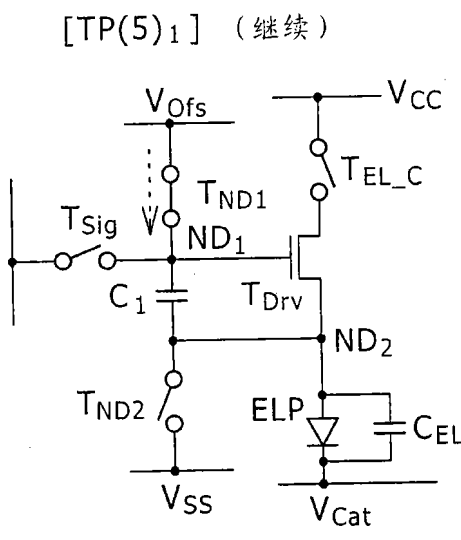 [TP(5)₁] （继续）
V_Ofs
V_CC
T_EL_C
T_ND1
T_Sig
ND₁
C₁
T_Drv
ND₂
T_ND2
ELP
C_EL
V_SS
V_Cat